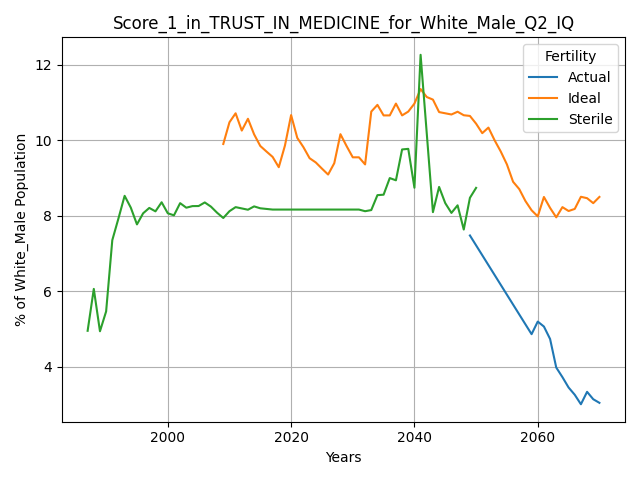 Score_1_in_TRUST_IN_MEDICINE_for_White_Male_Q2_IQ
Fertility
Actual
Ideal
Sterile
% of White_Male Population
12
10
8
6
4
2000
2020
2040
2060
Years